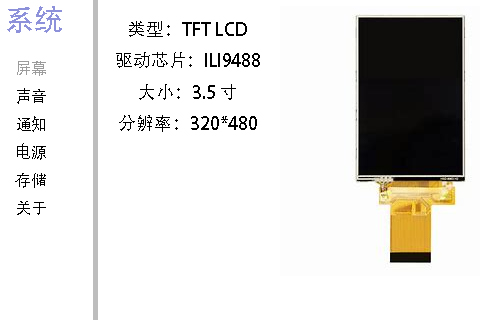 系统
屏幕
声音
通知
电源
存储
关于
类型：TFT LCD
驱动芯片：ILI9488
大小：3.5寸
分辨率：320*480